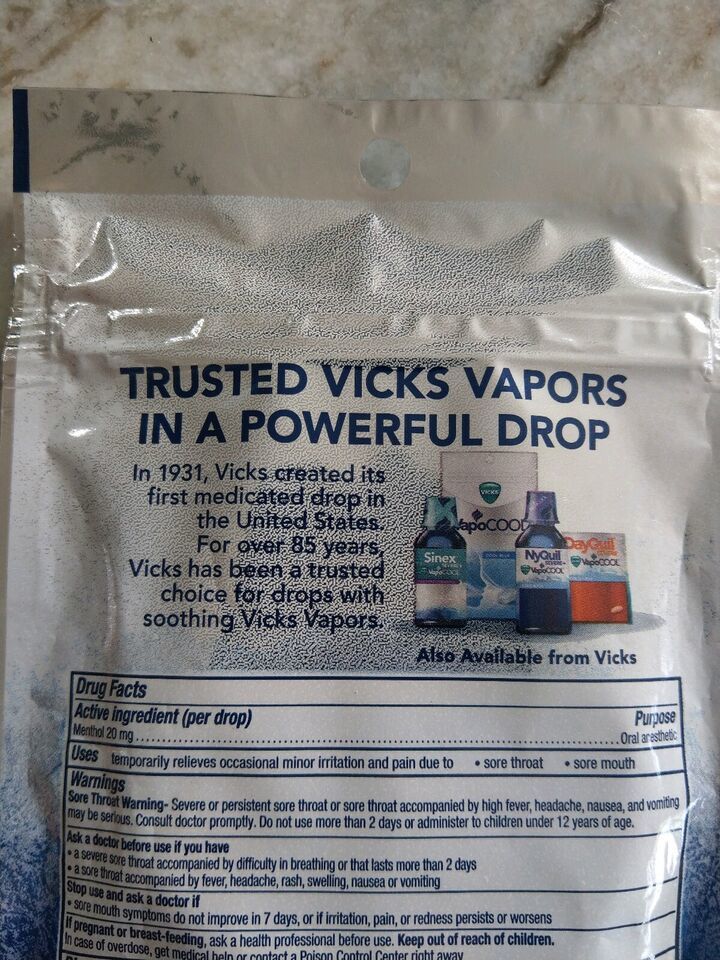 TRUSTED VICKS VAPORS
IN A POWERFUL DROP
In 1931, Vicks created its
first medicated drop in
the United States.
For over 85 years,
Vicks has been a trusted
choice for drops with
soothing Vicks Vapors.
VICKS
VapoCOOL
Sinex
SEVERE+
VapoCOOL
NyQuil
SEVERE+
VapoCOOL
DayQuil
VapoCOOL
Also Available from Vicks
Drug Facts
Active ingredient (per drop) Purpose
Menthol 20 mg ........ Oral anesthetic
Uses temporarily relieves occasional minor irritation and pain due to • sore throat • sore mouth
Warnings
Sore Throat Warning- Severe or persistent sore throat or sore throat accompanied by high fever, headache, nausea, and vomiting
may be serious. Consult doctor promptly. Do not use more than 2 days or administer to children under 12 years of age.
Ask a doctor before use if you have
• a severe sore throat accompanied by difficulty in breathing or that lasts more than 2 days
• a sore throat accompanied by fever, headache, rash, swelling, nausea or vomiting
Stop use and ask a doctor if
• sore mouth symptoms do not improve in 7 days, or if irritation, pain, or redness persists or worsens
If pregnant or breast-feeding, ask a health professional before use. Keep out of reach of children.
In case of overdose, get medical help or contact a Poison Control Center right away